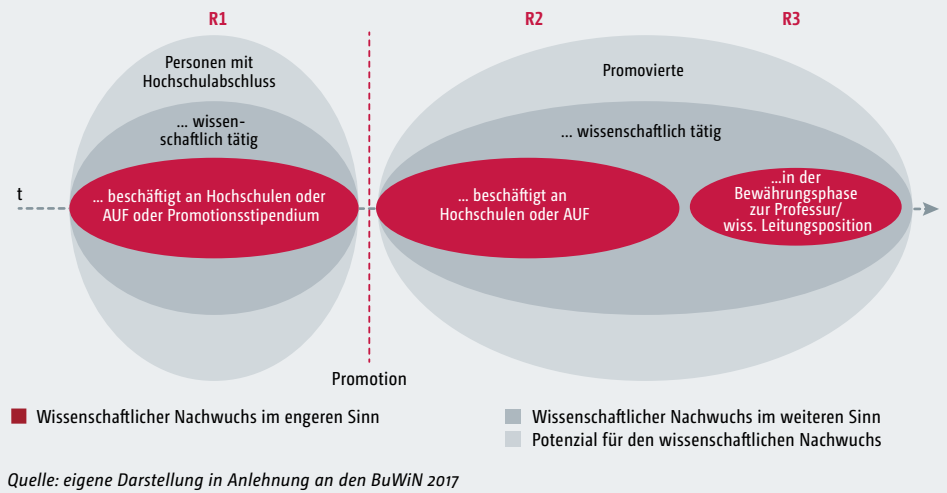 R1
R2
R3
Personen mit
Hochschulabschluss
... wissen-
schaftlich tätig
... beschäftigt an Hochschulen oder
AUF oder Promotionsstipendium
Promovierte
... wissenschaftlich tätig
... beschäftigt an
Hochschulen oder AUF
...in der
Bewährungsphase
zur Professur/
wiss. Leitungsposition
t
Promotion
Wissenschaftlicher Nachwuchs im engeren Sinn
Wissenschaftlicher Nachwuchs im weiteren Sinn
Potenzial für den wissenschaftlichen Nachwuchs
Quelle: eigene Darstellung in Anlehnung an den BuWiN 2017